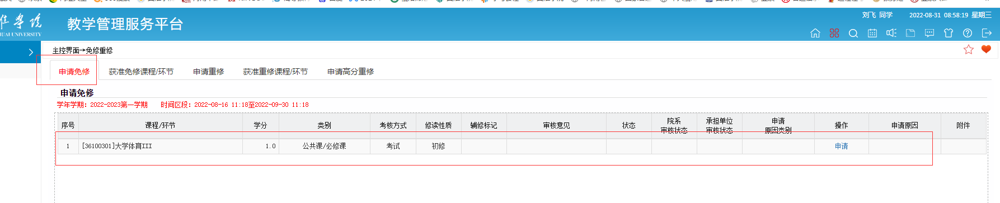 教学管理服务平台
刘飞 同学 2022-08-31 08:58:19 星期三
主控界面→免修重修
申请免修 获准免修课程/环节 申请重修 获准重修课程/环节 申请高分重修
申请免修
学年学期：2022-2023第一学期 时间区段：2022-08-16 11:18至2022-09-30 11:18
序号 课程/环节 学分 类别 考核方式 修读性质 辅修标记 审核意见 状态 院系审核状态 承担单位审核状态 申请原因类别 操作 申请原因 附件
1 [36100301]大学体育III 1.0 公共课/必修课 考试 初修 申请